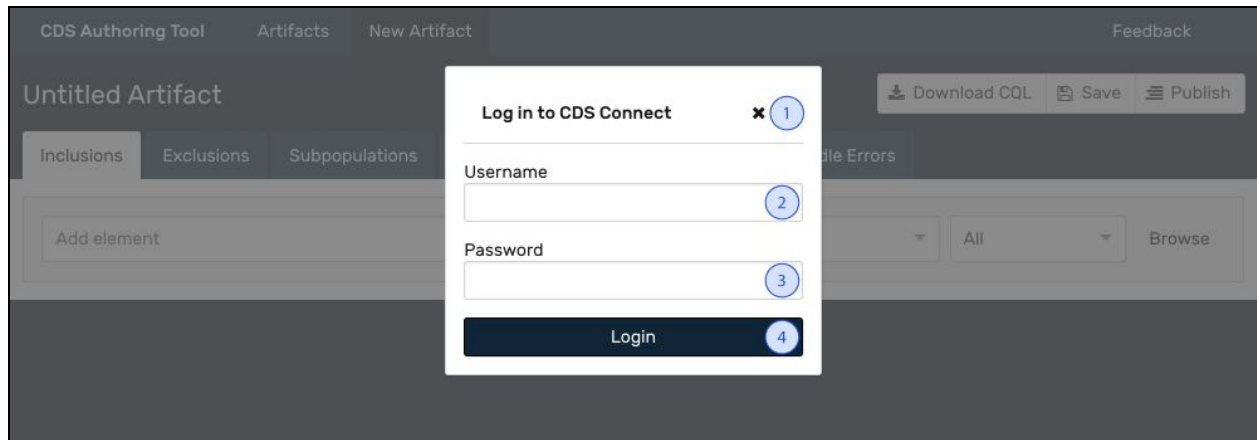 CDS Authoring Tool Artifacts New Artifact Feedback
Untitled Artifact
Download CQL Save Publish
Log in to CDS Connect 1
Inclusions Exclusions Subpopulations Errors
Username
2
Add element All Browse
Password
3
Login 4